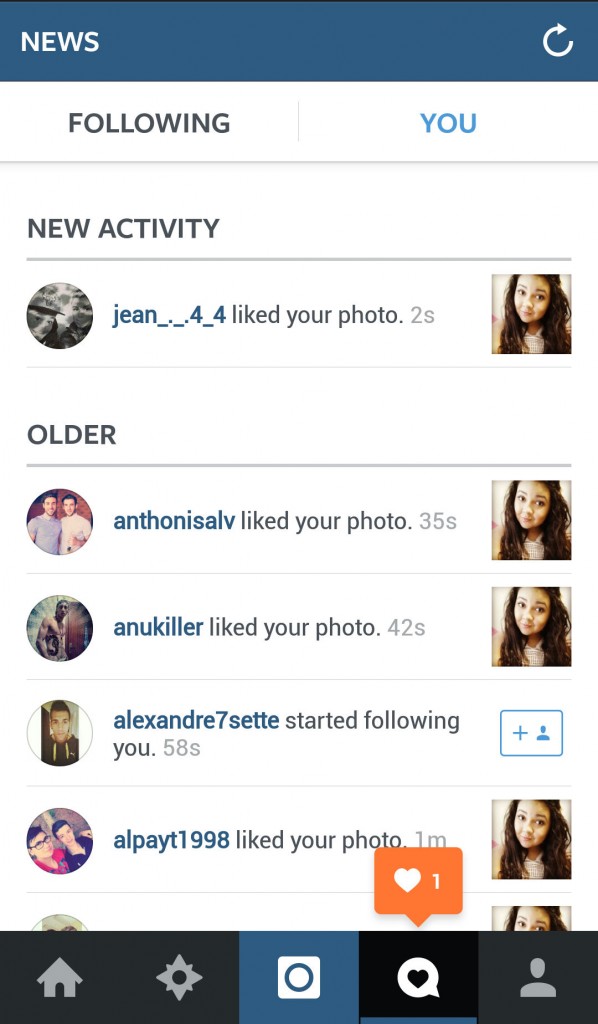 NEWS
FOLLOWING
YOU
NEW ACTIVITY
jean_._.4_4 liked your photo. 2s
OLDER
anthonisalv liked your photo. 35s
anukiller liked your photo. 42s
alexandre7sette started following
you. 58s
alpayt1998 liked your photo. 1m
1